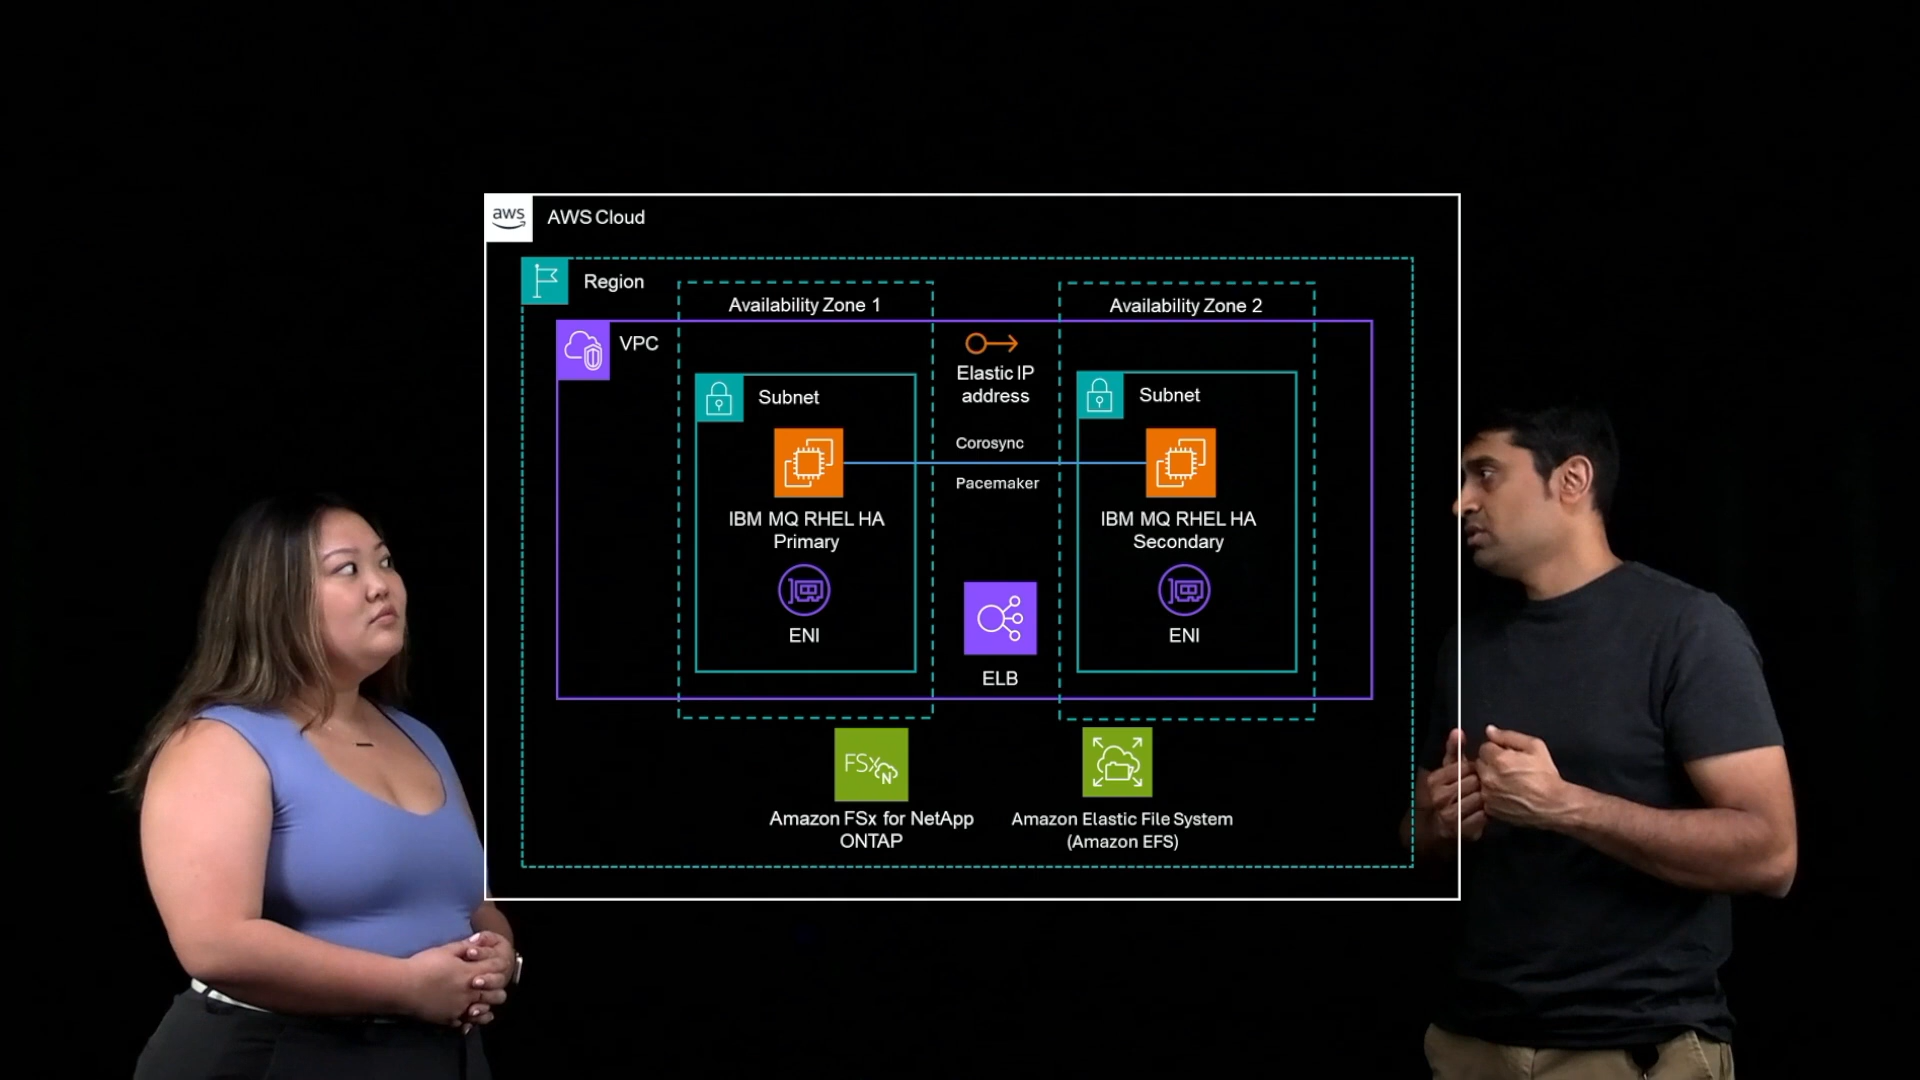 aws
AWS Cloud
Region
Availability Zone 1
Availability Zone 2
VPC
Elastic IP
address
Subnet
Subnet
Corosync
Pacemaker
IBM MQ RHEL HA
Primary
IBM MQ RHEL HA
Secondary
ENI
ENI
ELB
FSx
N
Amazon FSx for NetApp
ONTAP
Amazon Elastic File System
(Amazon EFS)